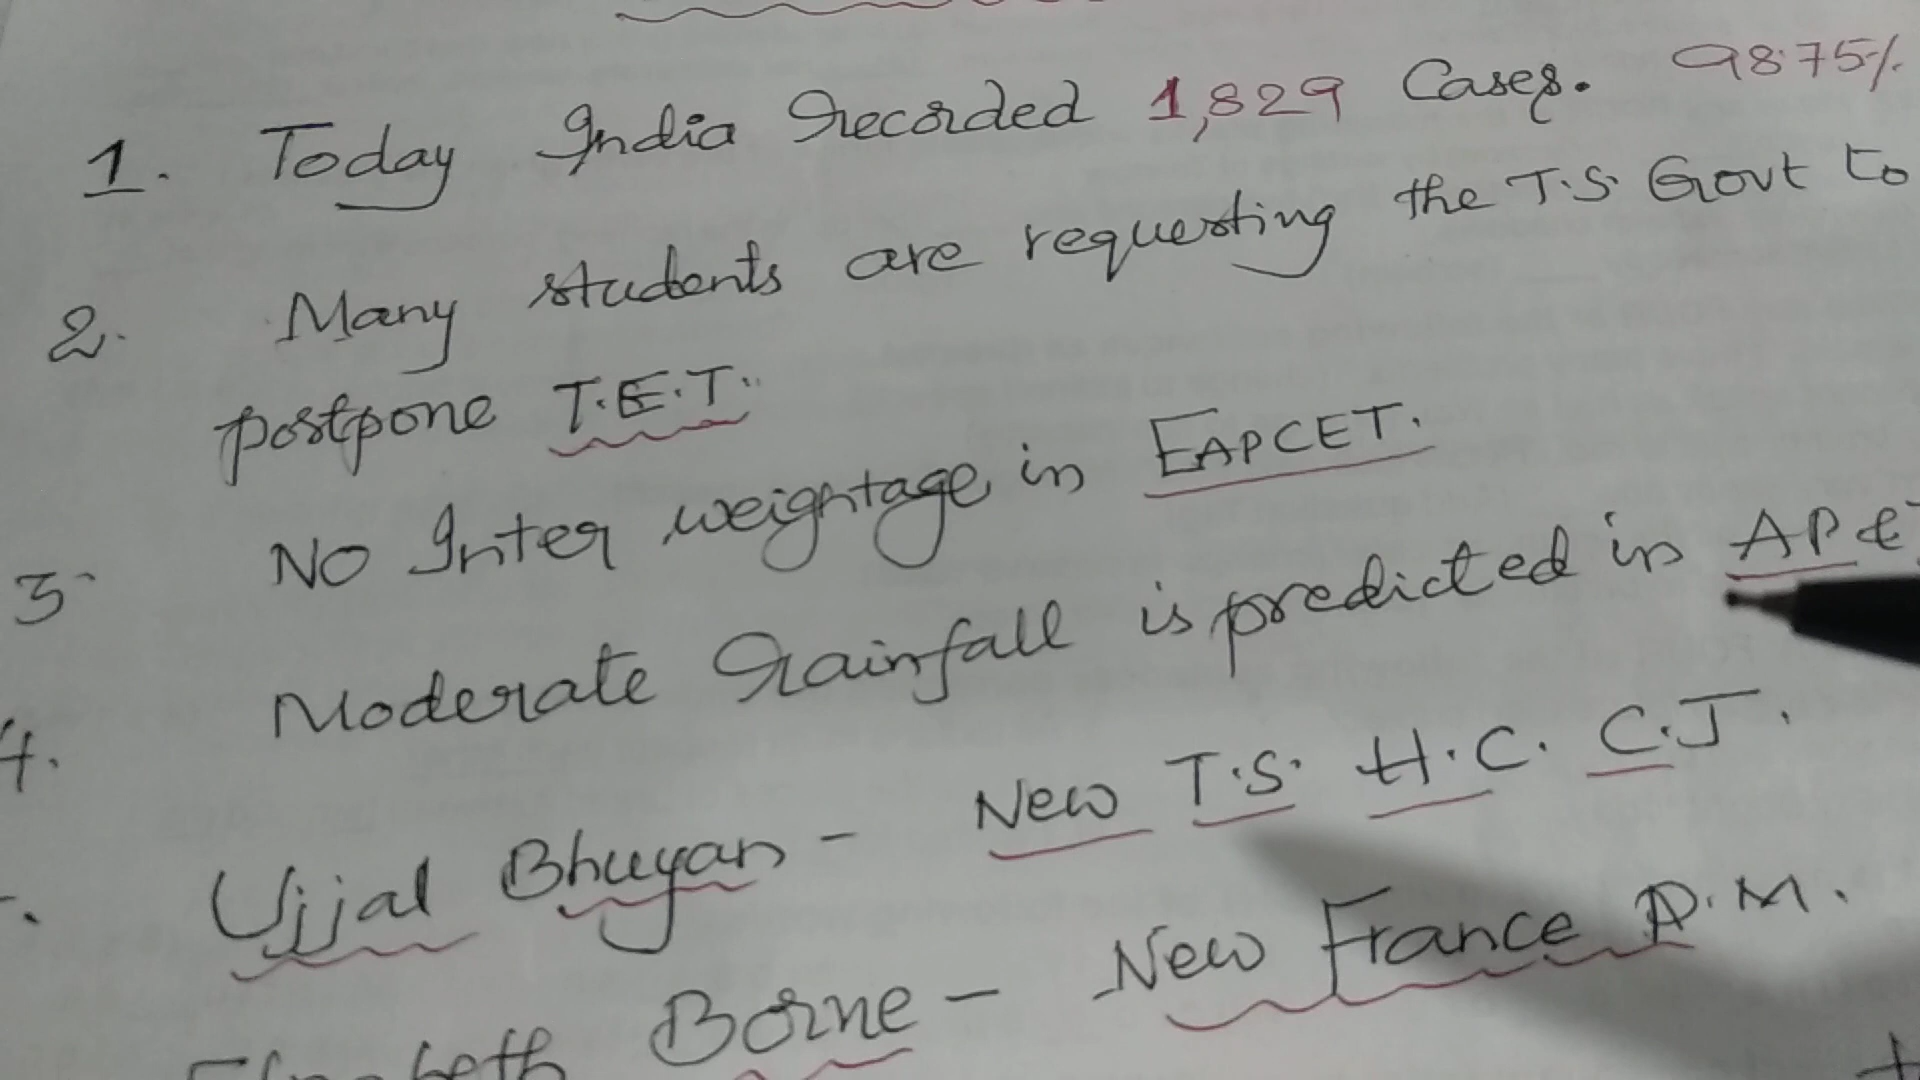 1. Today India recorded 1,829 Cases. 98.75%
2. Many students are requesting the T.S. Govt to
postpone T.E.T.
3. No Inter weightage in EAPCET.
4. Moderate rainfall is predicted in AP &
Ujjal Bhuyan - New T.S. H.C. C.J.
Borne - New France P.M.